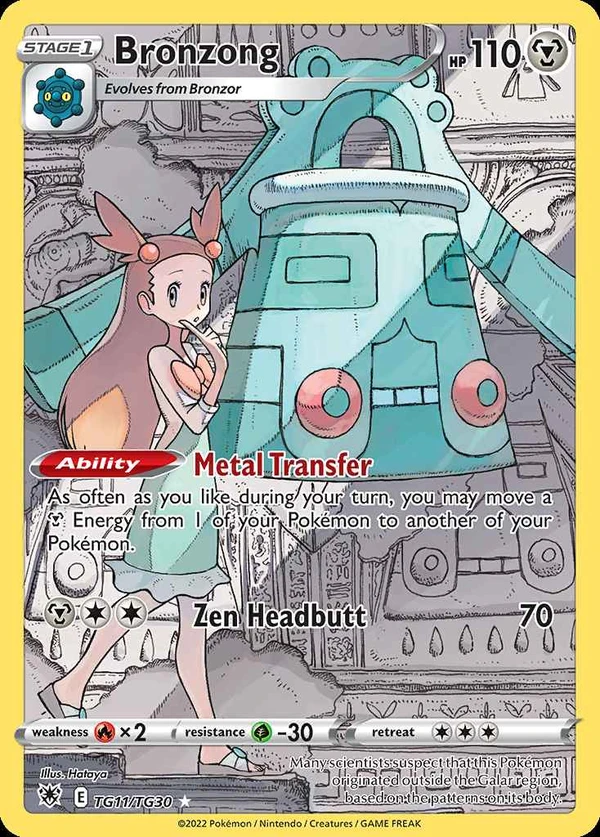 STAGE 1
Bronzong
HP 110
Evolves from Bronzor
Ability Metal Transfer
As often as you like during your turn, you may move a
Energy from 1 of your Pokémon to another of your
Pokémon.
Zen Headbutt 70
weakness ×2 resistance -30 retreat
Illus. Hataya
E TG11/TG30
Many scientists suspect that this Pokémon
originated outside the Galar region,
based on the patterns on its body.
©2022 Pokémon / Nintendo / Creatures / GAME FREAK